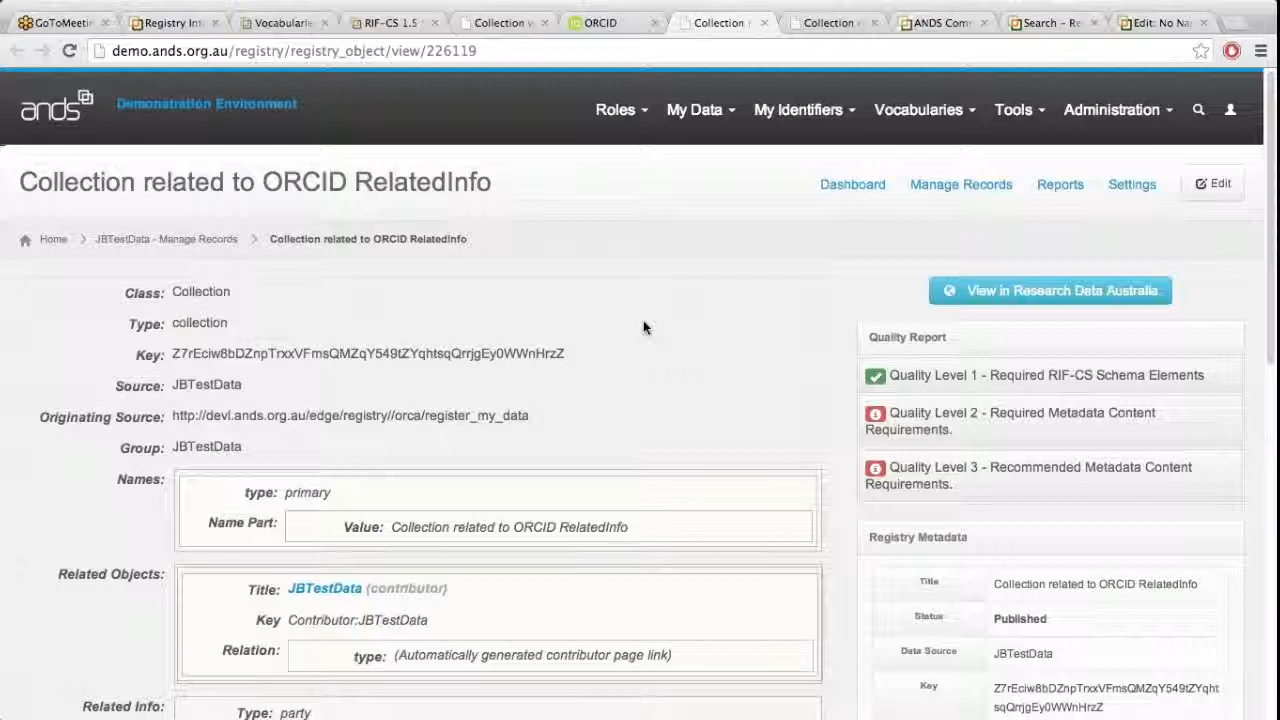 GoToMeeti
Registry Int
Vocabularie
RIF-CS 1.5
Collection v
ORCID
Collection
Collection
ANDS Com
Search – Re
Edit: No Na
demo.ands.org.au/registry/registry_object/view/226119
ands
Demonstration Environment
Roles
My Data
My Identifiers
Vocabularies
Tools
Administration
Collection related to ORCID RelatedInfo
Dashboard
Manage Records
Reports
Settings
Edit
Home
JBTestData - Manage Records
Collection related to ORCID RelatedInfo
Class: Collection
Type: collection
Key: Z7rEciw8bDZnpTrxxVFmsQMZqY549tZYqhtsqQrrjgEy0WWnHrzZ
Source: JBTestData
Originating Source: http://devl.ands.org.au/edge/registry//orca/register_my_data
Group: JBTestData
Names:
type: primary
Name Part:
Value: Collection related to ORCID RelatedInfo
Related Objects:
Title: JBTestData (contributor)
Key Contributor:JBTestData
Relation:
type: (Automatically generated contributor page link)
Related Info:
Type: party
View in Research Data Australia
Quality Report
Quality Level 1 - Required RIF-CS Schema Elements
Quality Level 2 - Required Metadata Content
Requirements.
Quality Level 3 - Recommended Metadata Content
Requirements.
Registry Metadata
Title Collection related to ORCID RelatedInfo
Status Published
Data Source JBTestData
Key Z7rEciw8bDZnpTrxxVFmsQMZqY549tZYqht
sqQrrjgEy0WWnHrzZ